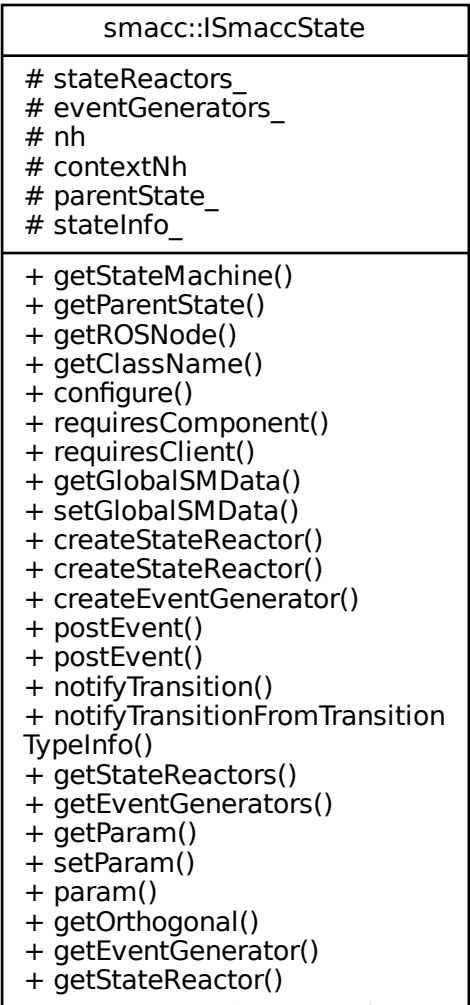 smacc::ISmaccState
# stateReactors_
# eventGenerators_
# nh
# contextNh
# parentState_
# stateInfo_
+ getStateMachine()
+ getParentState()
+ getROSNode()
+ getClassName()
+ configure()
+ requiresComponent()
+ requiresClient()
+ getGlobalSMData()
+ setGlobalSMData()
+ createStateReactor()
+ createStateReactor()
+ createEventGenerator()
+ postEvent()
+ postEvent()
+ notifyTransition()
+ notifyTransitionFromTransition
TypeInfo()
+ getStateReactors()
+ getEventGenerators()
+ getParam()
+ setParam()
+ param()
+ getOrthogonal()
+ getEventGenerator()
+ getStateReactor()